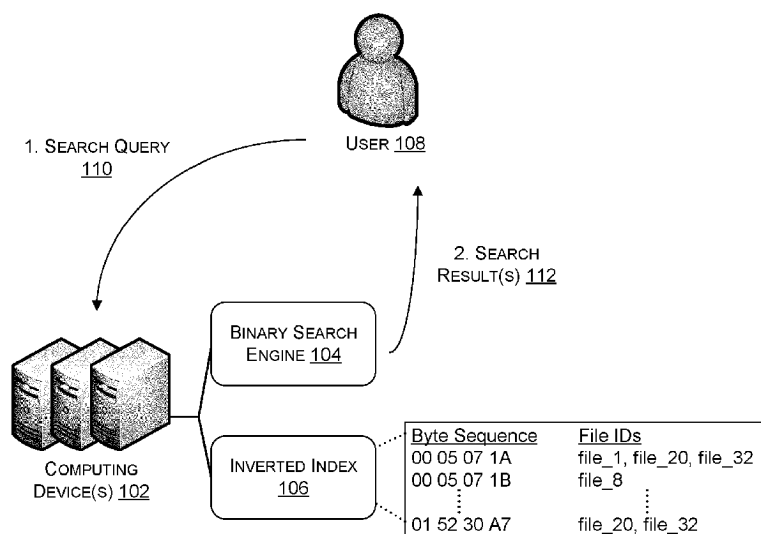 1. SEARCH QUERY
110
USER 108
2. SEARCH
RESULT(S) 112
BINARY SEARCH
ENGINE 104
COMPUTING
DEVICE(S) 102
INVERTED INDEX
106
Byte Sequence File IDs
00 05 07 1A file_1, file_20, file_32
00 05 07 1B file_8
01 52 30 A7 file_20, file_32